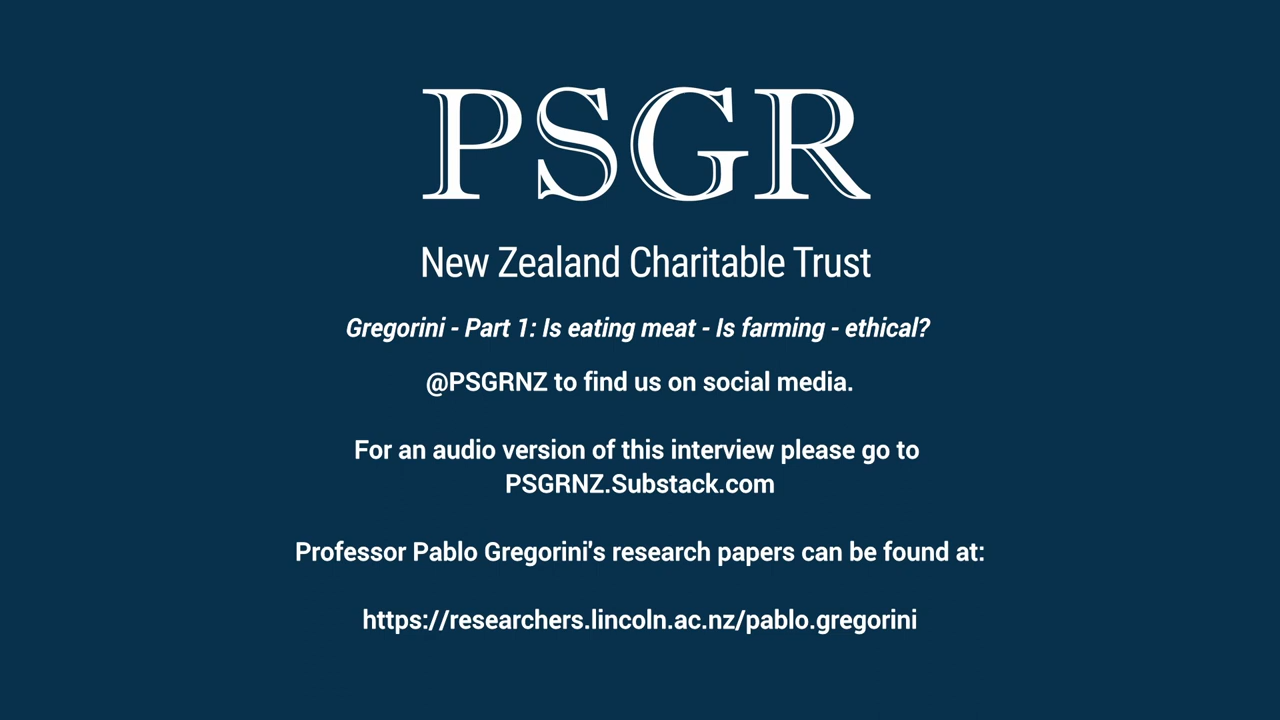 PSGR
New Zealand Charitable Trust
Gregorini - Part 1: Is eating meat - Is farming - ethical?
@PSGRNZ to find us on social media.
For an audio version of this interview please go to
PSGRNZ.Substack.com
Professor Pablo Gregorini's research papers can be found at:
https://researchers.lincoln.ac.nz/pablo.gregorini